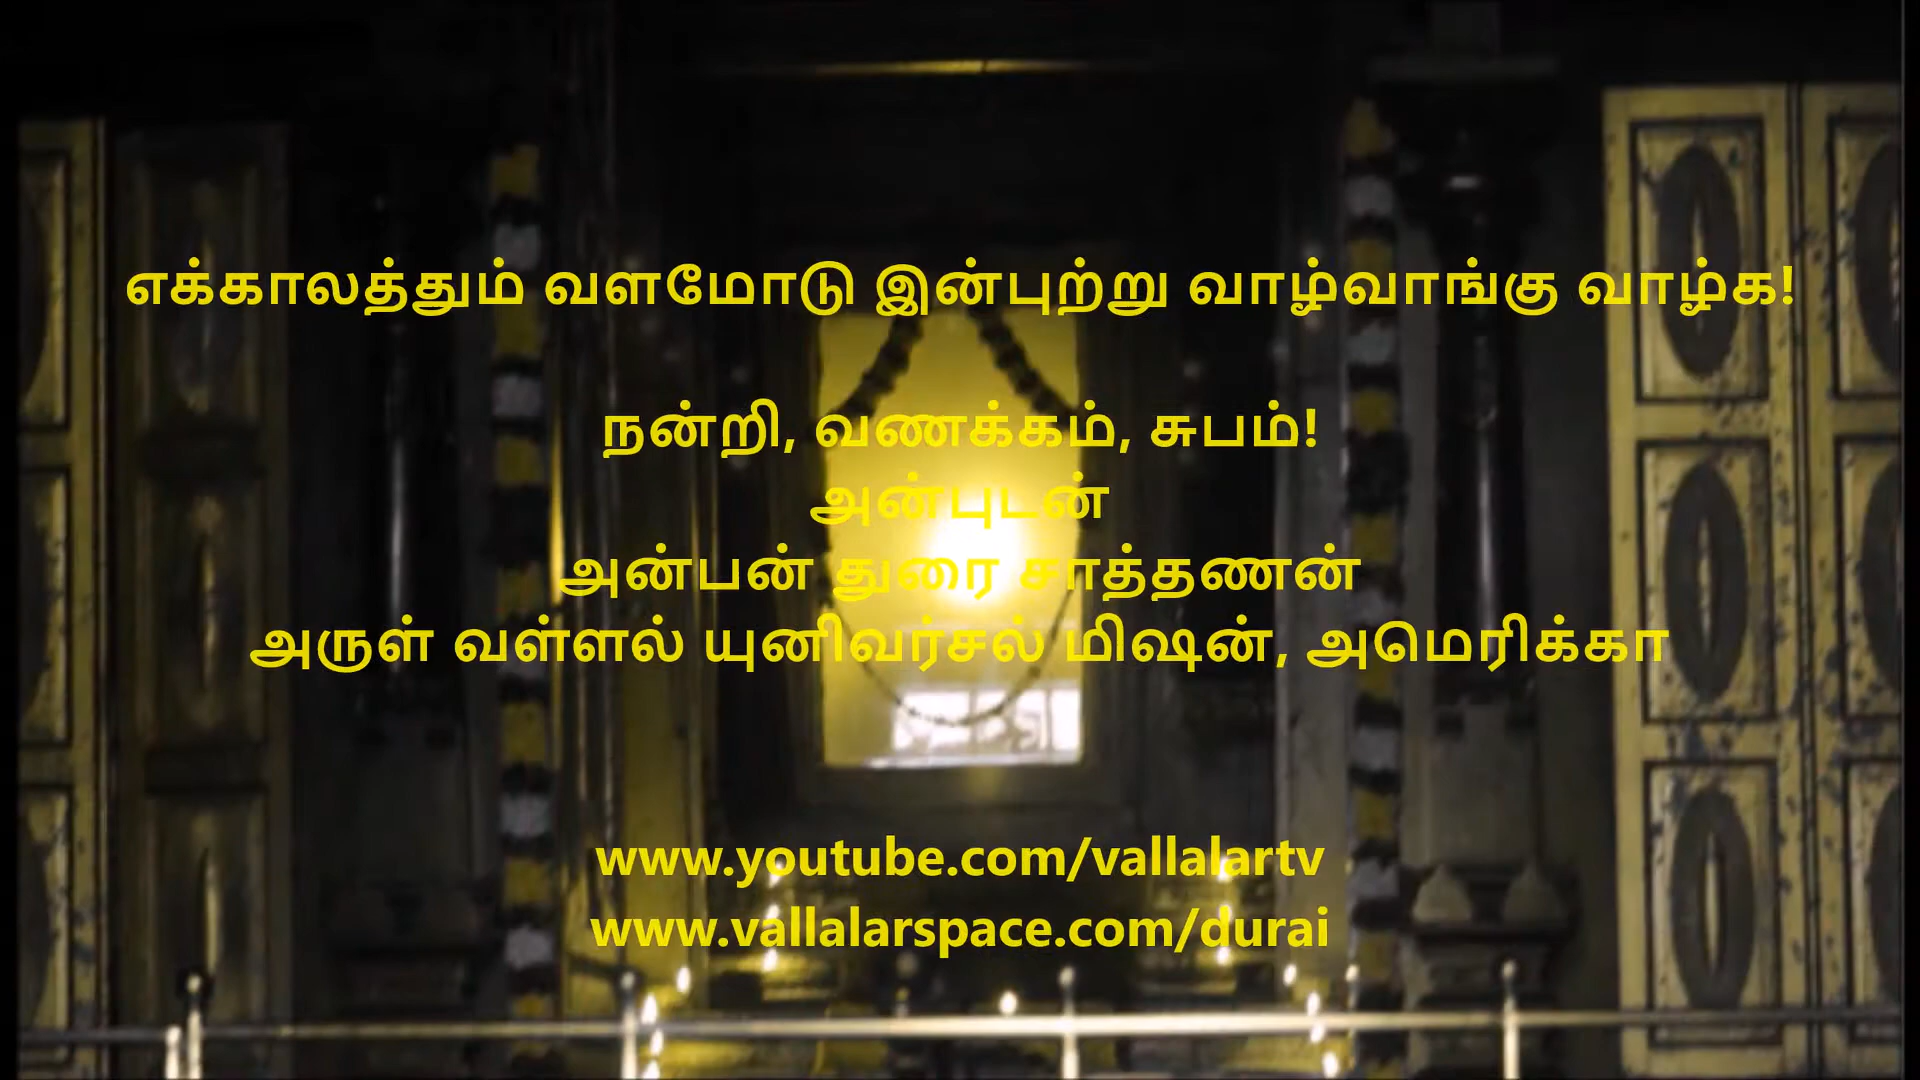 எக்காலத்தும் வளமோடு இன்புற்று வாழ்வாங்கு வாழ்க!
நன்றி, வணக்கம், சுபம்!
அன்புடன்
அன்பன் துரை சாத்தணன்
அருள் வள்ளல் யுனிவர்சல் மிஷன், அமெரிக்கா
www.youtube.com/vallalartv
www.vallalarspace.com/durai